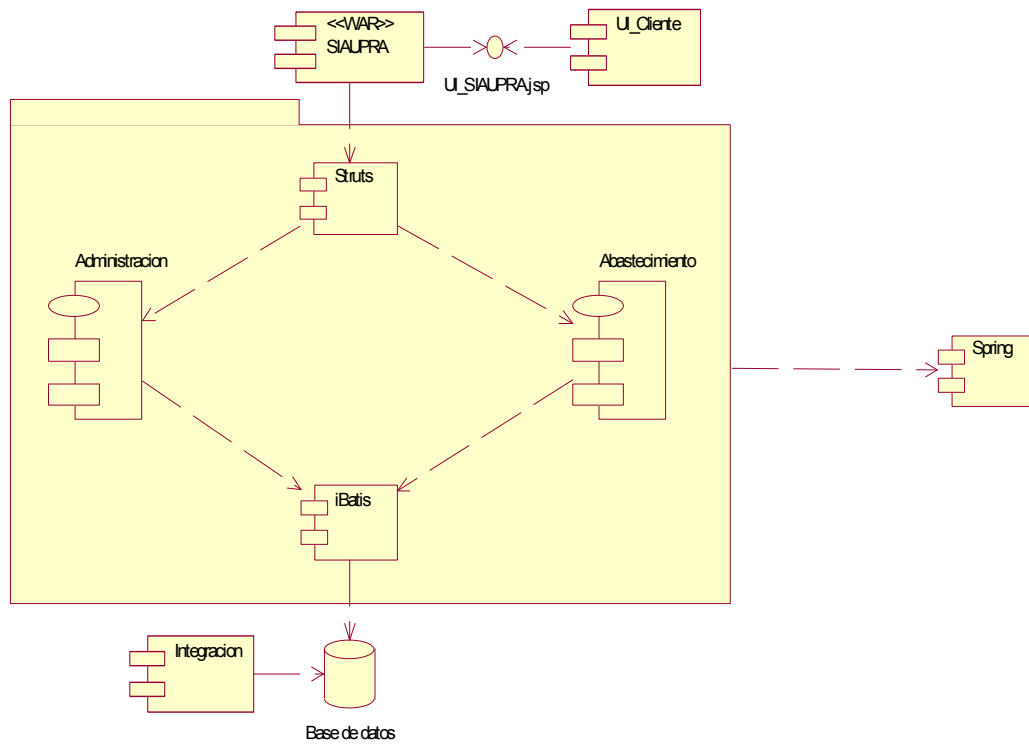 <<WAR>>
SIAUPRA
UI_Cliente
UI_SIAUPRA.jsp
Struts
Administracion
Abastecimiento
Spring
iBatis
Integracion
Base de datos